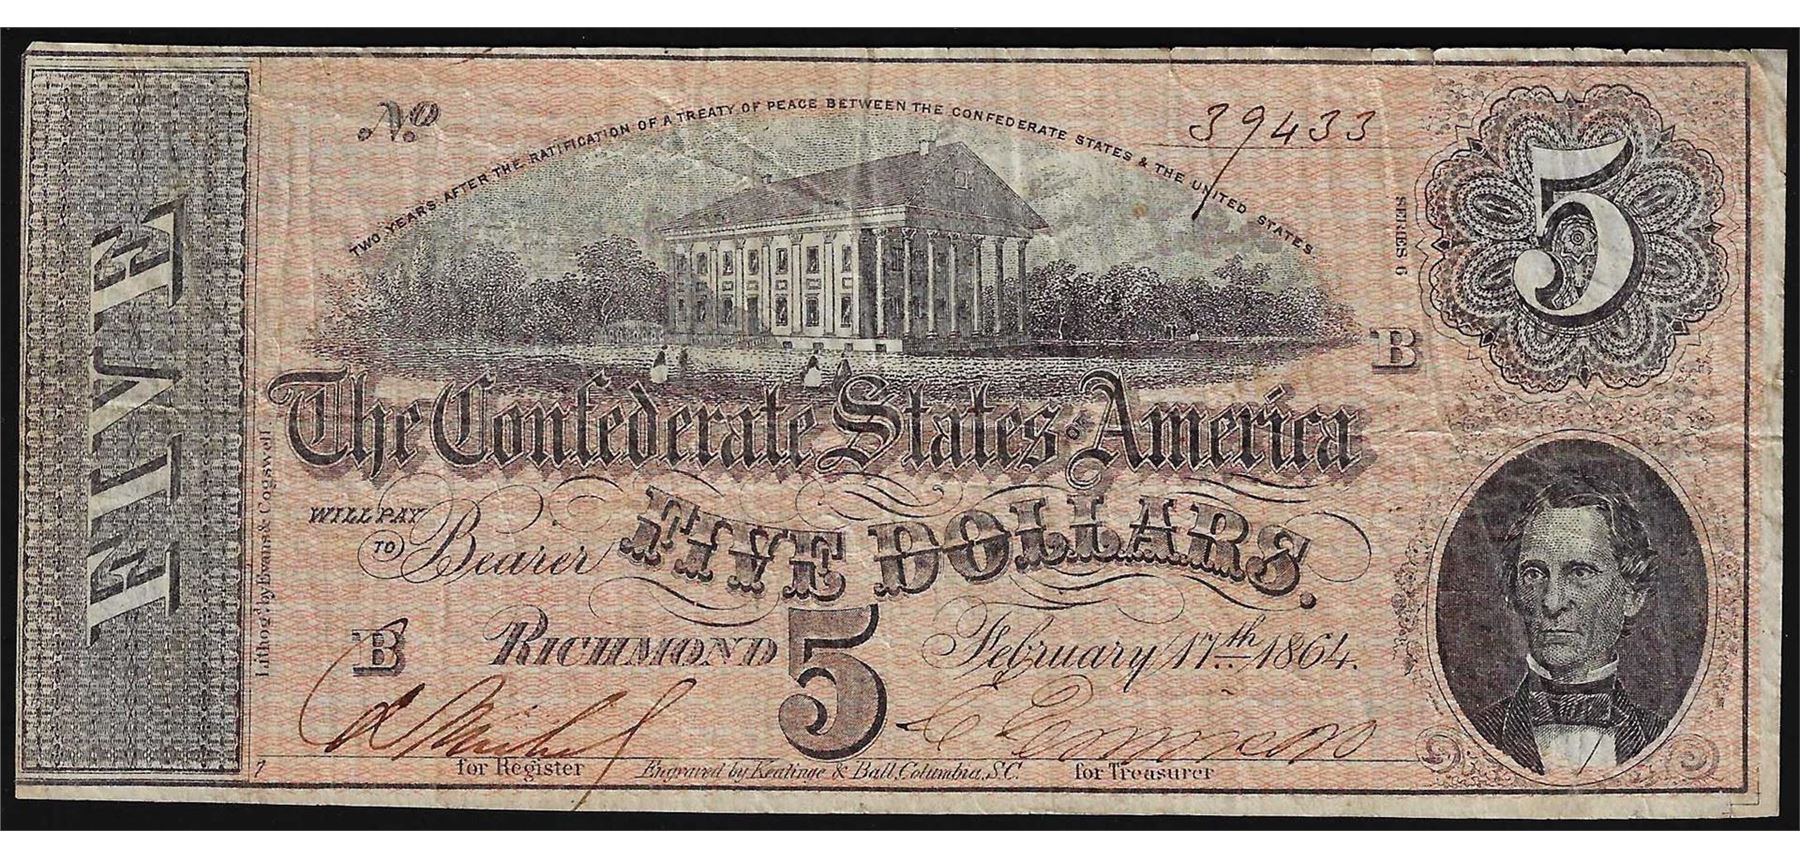 No
39433
TWO YEARS AFTER THE RATIFICATION OF A TREATY OF PEACE BETWEEN THE CONFEDERATE STATES & THE UNITED STATES
5
SERIES 6
B
FIVE
The Confederate States OF America
WILL PAY
TO Bearer FIVE DOLLARS.
B RICHMOND 5 February 17th 1864.
Lithog'd by Evans & Cogswell
7
for Register
Engraved by Keatinge & Ball, Columbia, S.C.
for Treasurer